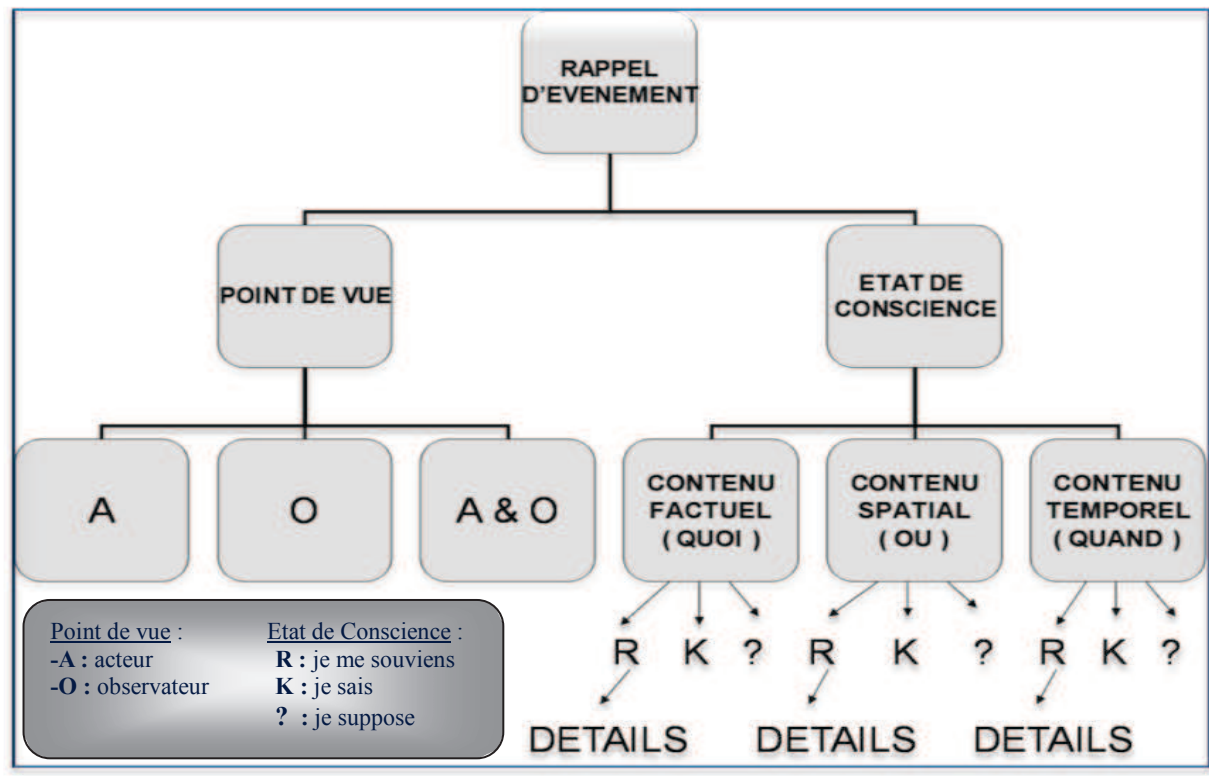 RAPPEL
D'EVENEMENT
POINT DE VUE
ETAT DE
CONSCIENCE
A
O
A & O
CONTENU
FACTUEL
( QUOI )
CONTENU
SPATIAL
( OU )
CONTENU
TEMPOREL
( QUAND )
R K ?
R K ?
R K ?
DETAILS
DETAILS
DETAILS
Point de vue :
-A : acteur
-O : observateur
Etat de Conscience :
R : je me souviens
K : je sais
? : je suppose